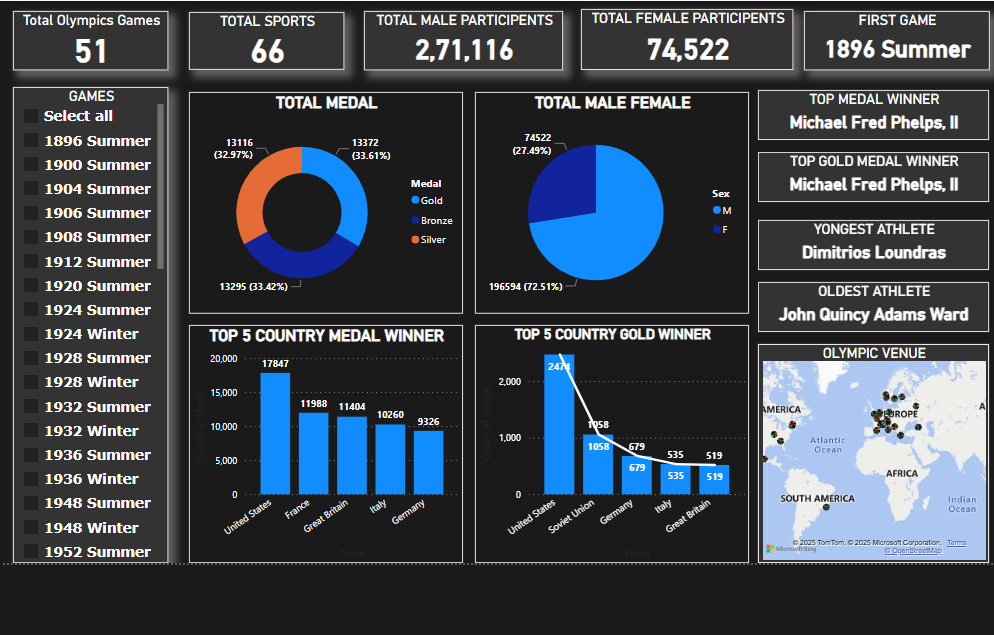 Total Olympics Games
51
TOTAL SPORTS
66
TOTAL MALE PARTICIPENTS
2,71,116
TOTAL FEMALE PARTICIPENTS
74,522
FIRST GAME
1896 Summer
GAMES
Select all
1896 Summer
1900 Summer
1904 Summer
1906 Summer
1908 Summer
1912 Summer
1920 Summer
1924 Summer
1924 Winter
1928 Summer
1928 Winter
1932 Summer
1932 Winter
1936 Summer
1936 Winter
1948 Summer
1948 Winter
1952 Summer
TOTAL MEDAL
13116
(32.97%)
13372
(33.61%)
13295 (33.42%)
Medal
Gold
Bronze
Silver
TOTAL MALE FEMALE
74522
(27.49%)
196594 (72.51%)
Sex
M
F
TOP MEDAL WINNER
Michael Fred Phelps, II
TOP GOLD MEDAL WINNER
Michael Fred Phelps, II
YONGEST ATHLETE
Dimitrios Loundras
OLDEST ATHLETE
John Quincy Adams Ward
TOP 5 COUNTRY MEDAL WINNER
20,000
15,000
10,000
5,000
0
17847
11988
11404
10260
9326
United States
France
Great Britain
Italy
Germany
Team
TOP 5 COUNTRY GOLD WINNER
2,000
1,000
0
2474
1058
1058
679
679
535
535
519
519
United States
Soviet Union
Germany
Italy
Great Britain
Team
OLYMPIC VENUE
AMERICA
EUROPE
A
Atlantic
Ocean
AFRICA
SOUTH AMERICA
Indian
Ocean
© 2025 TomTom, © 2025 Microsoft Corporation, Terms
Microsoft Bing
© OpenStreetMap